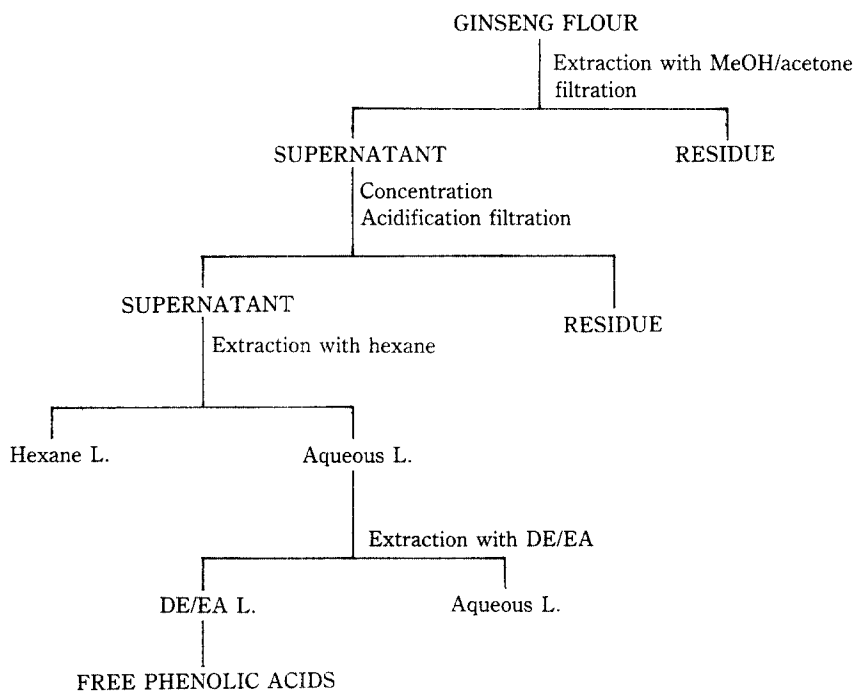 GINSENG FLOUR
Extraction with MeOH/acetone
filtration
SUPERNATANT
RESIDUE
Concentration
Acidification filtration
SUPERNATANT
RESIDUE
Extraction with hexane
Hexane L.
Aqueous L.
Extraction with DE/EA
DE/EA L.
Aqueous L.
FREE PHENOLIC ACIDS